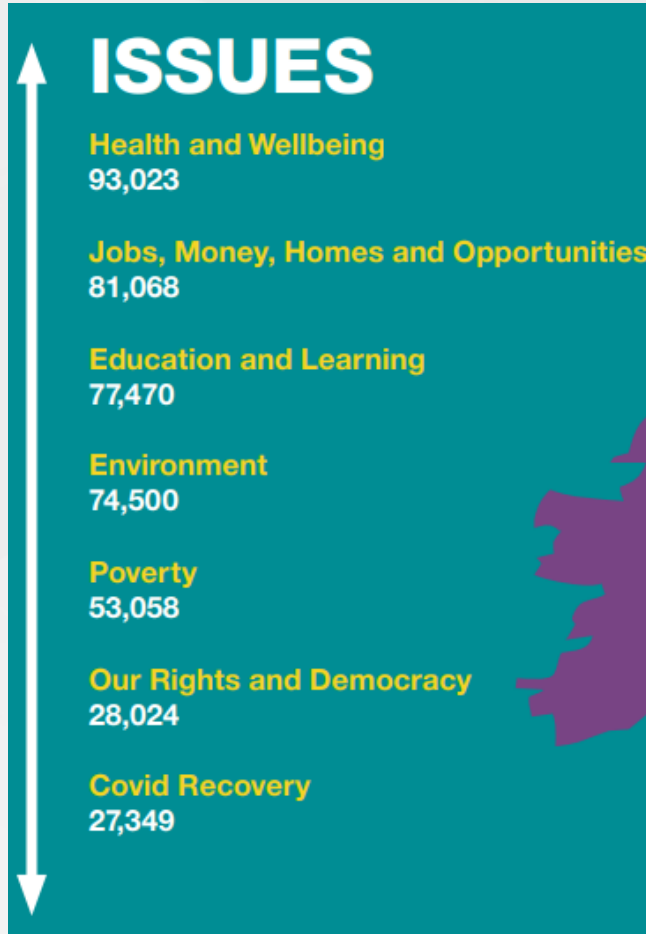 ISSUES
Health and Wellbeing
93,023
Jobs, Money, Homes and Opportunities
81,068
Education and Learning
77,470
Environment
74,500
Poverty
53,058
Our Rights and Democracy
28,024
Covid Recovery
27,349